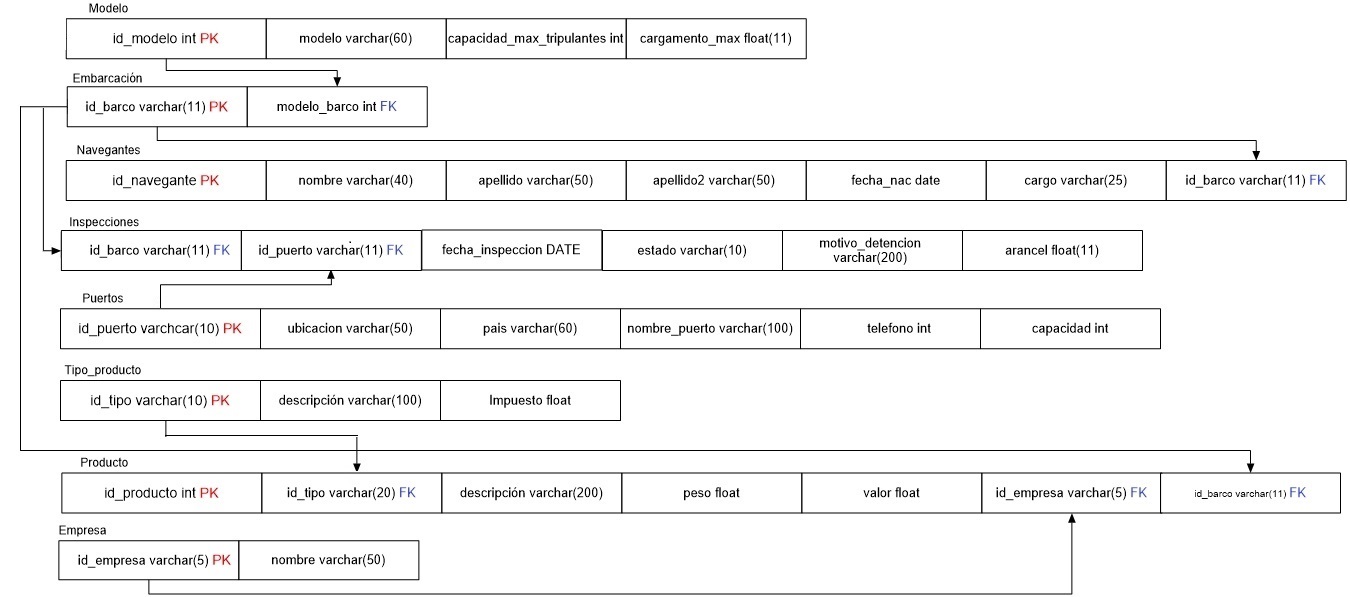 Modelo
id_modelo int PK
modelo varchar(60)
capacidad_max_tripulantes int
cargamento_max float(11)
Embarcación
id_barco varchar(11) PK
modelo_barco int FK
Navegantes
id_navegante PK
nombre varchar(40)
apellido varchar(50)
apellido2 varchar(50)
fecha_nac date
cargo varchar(25)
id_barco varchar(11) FK
Inspecciones
id_barco varchar(11) FK
id_puerto varchar(11) FK
fecha_inspeccion DATE
estado varchar(10)
motivo_detencion
varchar(200)
arancel float(11)
Puertos
id_puerto varchcar(10) PK
ubicacion varchar(50)
pais varchar(60)
nombre_puerto varchar(100)
telefono int
capacidad int
Tipo_producto
id_tipo varchar(10) PK
descripción varchar(100)
Impuesto float
Producto
id_producto int PK
id_tipo varchar(20) FK
descripción varchar(200)
peso float
valor float
id_empresa varchar(5) FK
id_barco varchar(11) FK
Empresa
id_empresa varchar(5) PK
nombre varchar(50)